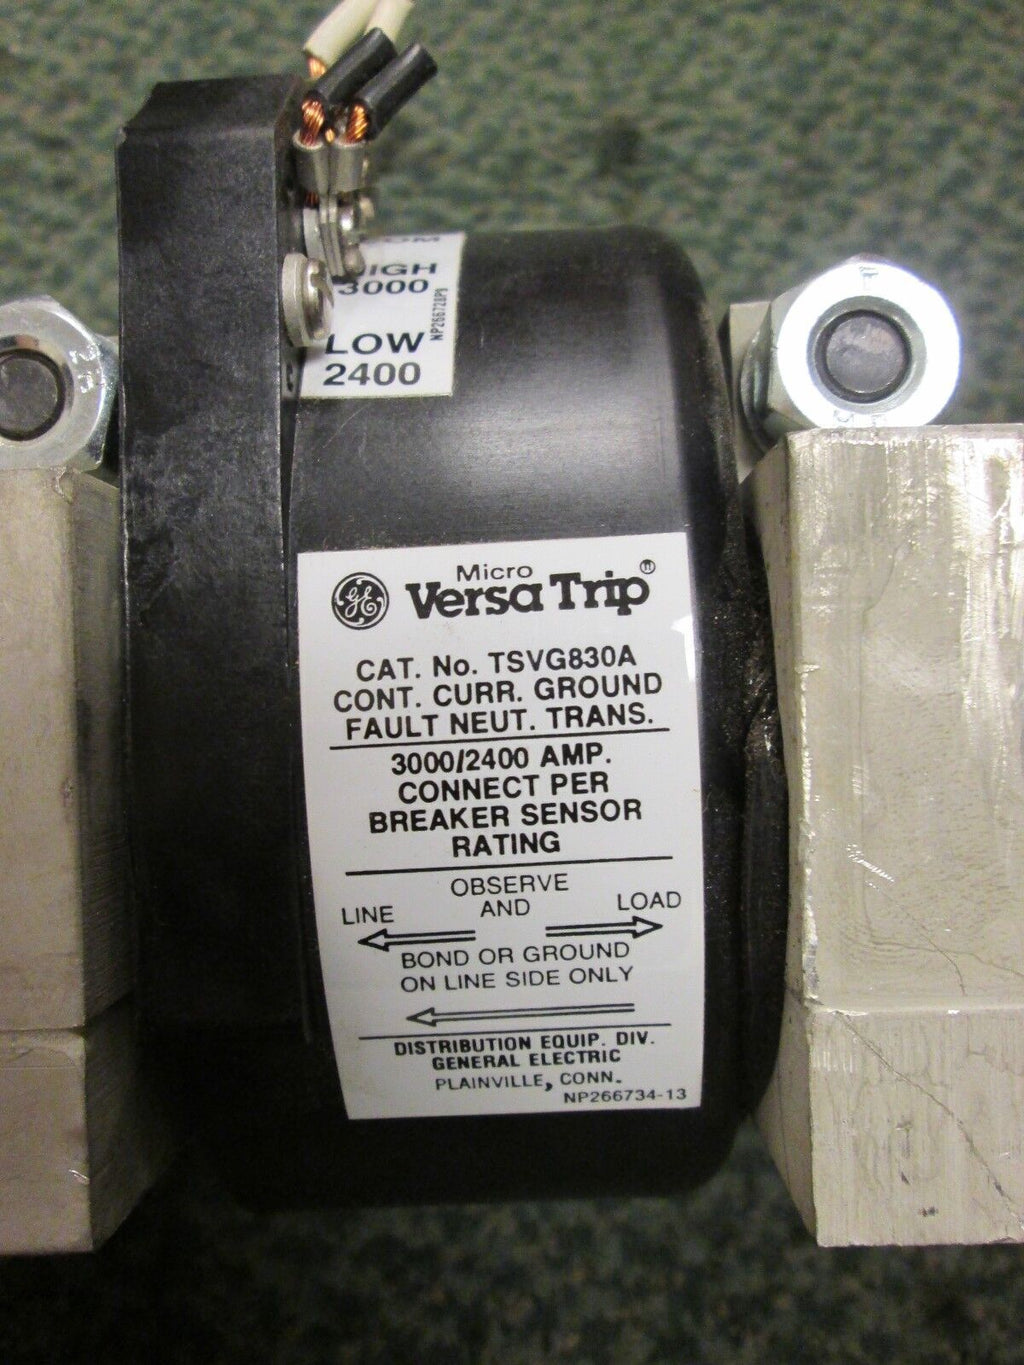 HIGH
3000
LOW
2400
NP266728P1
GE
Micro
Versa Trip®
CAT. No. TSVG830A
CONT. CURR. GROUND
FAULT NEUT. TRANS.
3000/2400 AMP.
CONNECT PER
BREAKER SENSOR
RATING
OBSERVE
LINE AND LOAD
BOND OR GROUND
ON LINE SIDE ONLY
DISTRIBUTION EQUIP. DIV.
GENERAL ELECTRIC
PLAINVILLE, CONN.
NP266734-13